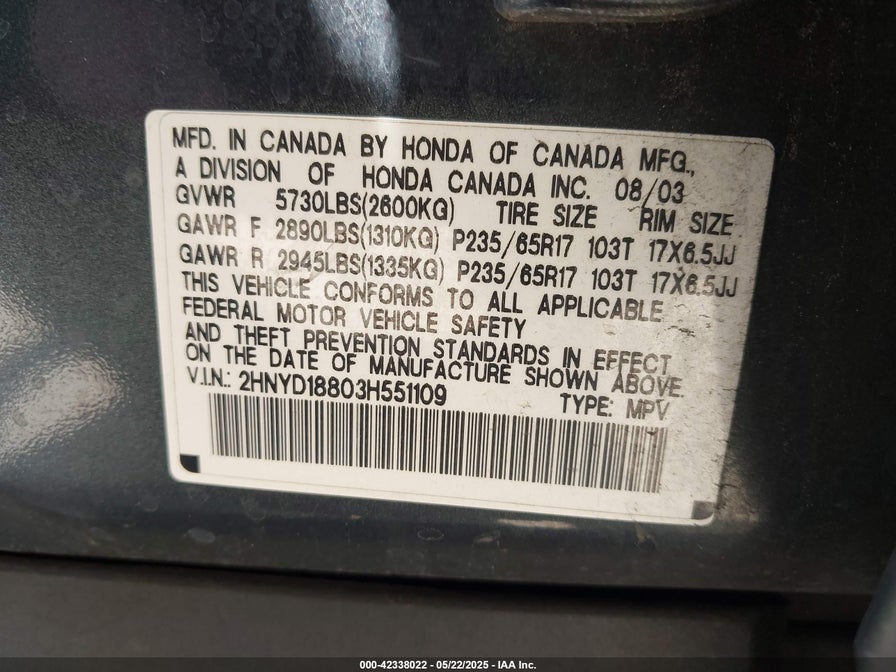 MFD. IN CANADA BY HONDA OF CANADA MFG.,
A DIVISION OF HONDA CANADA INC. 08/03
GVWR 5730LBS(2600KG) TIRE SIZE RIM SIZE
GAWR F 2890LBS(1310KG) P235/65R17 103T 17X6.5JJ
GAWR R 2945LBS(1335KG) P235/65R17 103T 17X6.5JJ
THIS VEHICLE CONFORMS TO ALL APPLICABLE
FEDERAL MOTOR VEHICLE SAFETY
AND THEFT PREVENTION STANDARDS IN EFFECT
ON THE DATE OF MANUFACTURE SHOWN ABOVE.
V.I.N.: 2HNYD18803H551109 TYPE: MPV
000-42338022 - 05/22/2025 - IAA Inc.